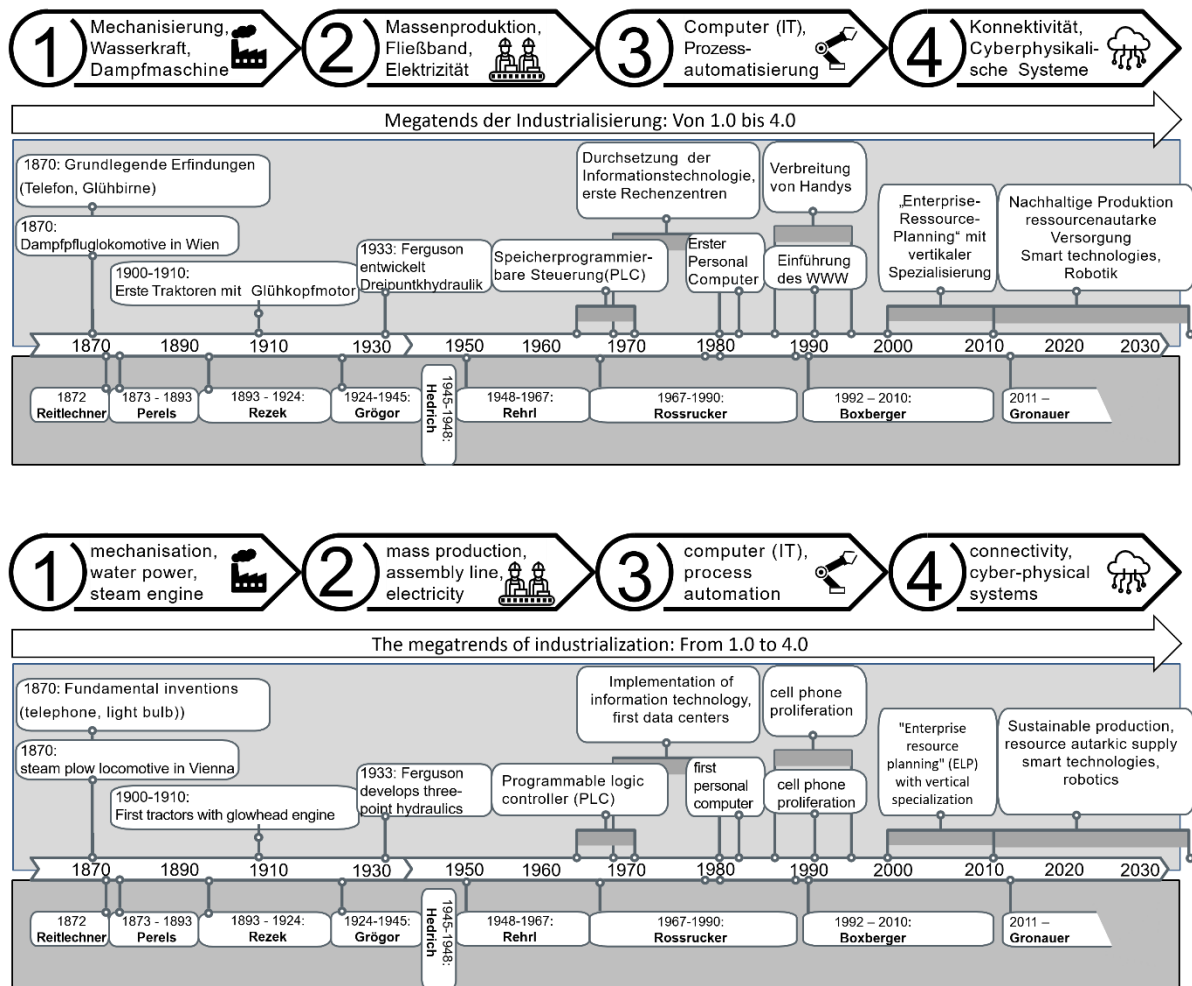 1
Mechanisierung,
Wasserkraft,
Dampfmaschine
2
Massenproduktion,
Fließband,
Elektrizität
3
Computer (IT),
Prozess-
automatisierung
4
Konnektivität,
Cyberphysikali-
sche Systeme
Megatends der Industrialisierung: Von 1.0 bis 4.0
1870: Grundlegende Erfindungen
(Telefon, Glühbirne)
1870:
Dampfpfluglokomotive in Wien
1900-1910:
Erste Traktoren mit Glühkopfmotor
1933: Ferguson
entwickelt
Dreipunkthydraulik
Durchsetzung der
Informationstechnologie,
erste Rechenzentren
Speicherprogrammier-
bare Steuerung(PLC)
Erster
Personal
Computer
Verbreitung
von Handys
Einführung
des WWW
„Enterprise-
Ressource-
Planning“ mit
vertikaler
Spezialisierung
Nachhaltige Produktion
ressourcenautarke
Versorgung
Smart technologies,
Robotik
1870 1890 1910 1930 1950 1960 1970 1980 1990 2000 2010 2020 2030
1872
Reitlechner
1873 - 1893
Perels
1893 - 1924:
Rezek
1924-1945:
Grögor
1945-1948:
Hedrich
1948-1967:
Rehrl
1967-1990:
Rossrucker
1992 – 2010:
Boxberger
2011 –
Gronauer
1
mechanisation,
water power,
steam engine
2
mass production,
assembly line,
electricity
3
computer (IT),
process
automation
4
connectivity,
cyber-physical
systems
The megatrends of industrialization: From 1.0 to 4.0
1870: Fundamental inventions
(telephone, light bulb))
1870:
steam plow locomotive in Vienna
1900-1910:
First tractors with glowhead engine
1933: Ferguson
develops three-
point hydraulics
Implementation of
information technology,
first data centers
Programmable logic
controller (PLC)
first
personal
computer
cell phone
proliferation
cell phone
proliferation
"Enterprise
resource
planning" (ELP)
with vertical
specialization
Sustainable production,
resource autarkic supply
smart technologies,
robotics
1870 1890 1910 1930 1950 1960 1970 1980 1990 2000 2010 2020 2030
1872
Reitlechner
1873 - 1893
Perels
1893 - 1924:
Rezek
1924-1945:
Grögor
1945-1948:
Hedrich
1948-1967:
Rehrl
1967-1990:
Rossrucker
1992 – 2010:
Boxberger
2011 –
Gronauer